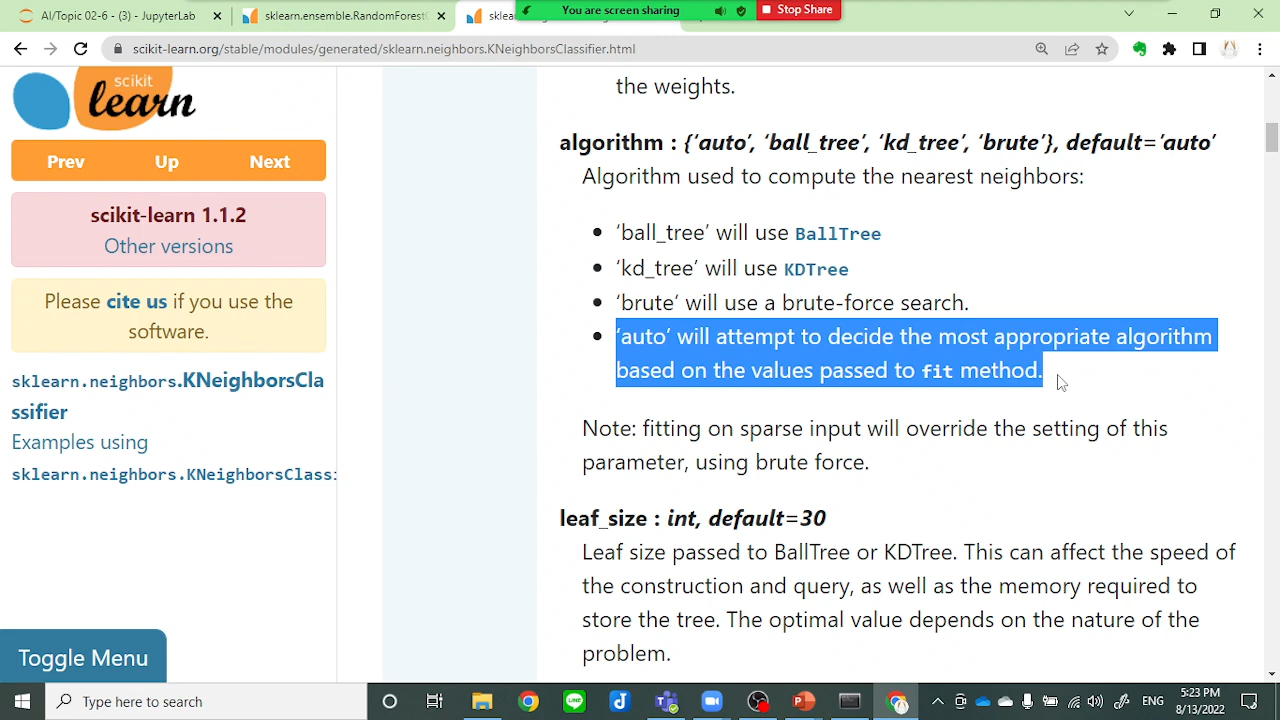 AI/Topic 02 (3) - JupyterLab
sklearn.ensemble.RandomForestC
sklea
You are screen sharing
Stop Share
scikit-learn.org/stable/modules/generated/sklearn.neighbors.KNeighborsClassifier.html
scikit
learn
Prev Up Next
scikit-learn 1.1.2
Other versions
Please cite us if you use the
software.
sklearn.neighbors.KNeighborsCla
ssifier
Examples using
sklearn.neighbors.KNeighborsClassi
Toggle Menu
the weights.
algorithm : {‘auto’, ‘ball_tree’, ‘kd_tree’, ‘brute’}, default=’auto’
Algorithm used to compute the nearest neighbors:
• ‘ball_tree’ will use BallTree
• ‘kd_tree’ will use KDTree
• ‘brute’ will use a brute-force search.
• ‘auto’ will attempt to decide the most appropriate algorithm
based on the values passed to fit method.
Note: fitting on sparse input will override the setting of this
parameter, using brute force.
leaf_size : int, default=30
Leaf size passed to BallTree or KDTree. This can affect the speed of
the construction and query, as well as the memory required to
store the tree. The optimal value depends on the nature of the
problem.
Type here to search
ENG
5:23 PM
8/13/2022